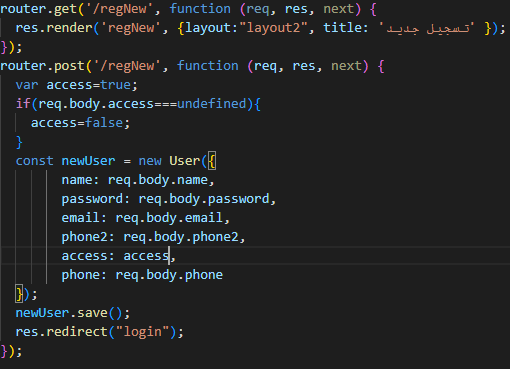 router.get('/regNew', function (req, res, next) {
res.render('regNew', {layout:"layout2", title: 'تسجيل جديد' });
});
router.post('/regNew', function (req, res, next) {
var access=true;
if(req.body.access===undefined){
access=false;
}
const newUser = new User({
name: req.body.name,
password: req.body.password,
email: req.body.email,
phone2: req.body.phone2,
access: access,
phone: req.body.phone
});
newUser.save();
res.redirect("login");
});